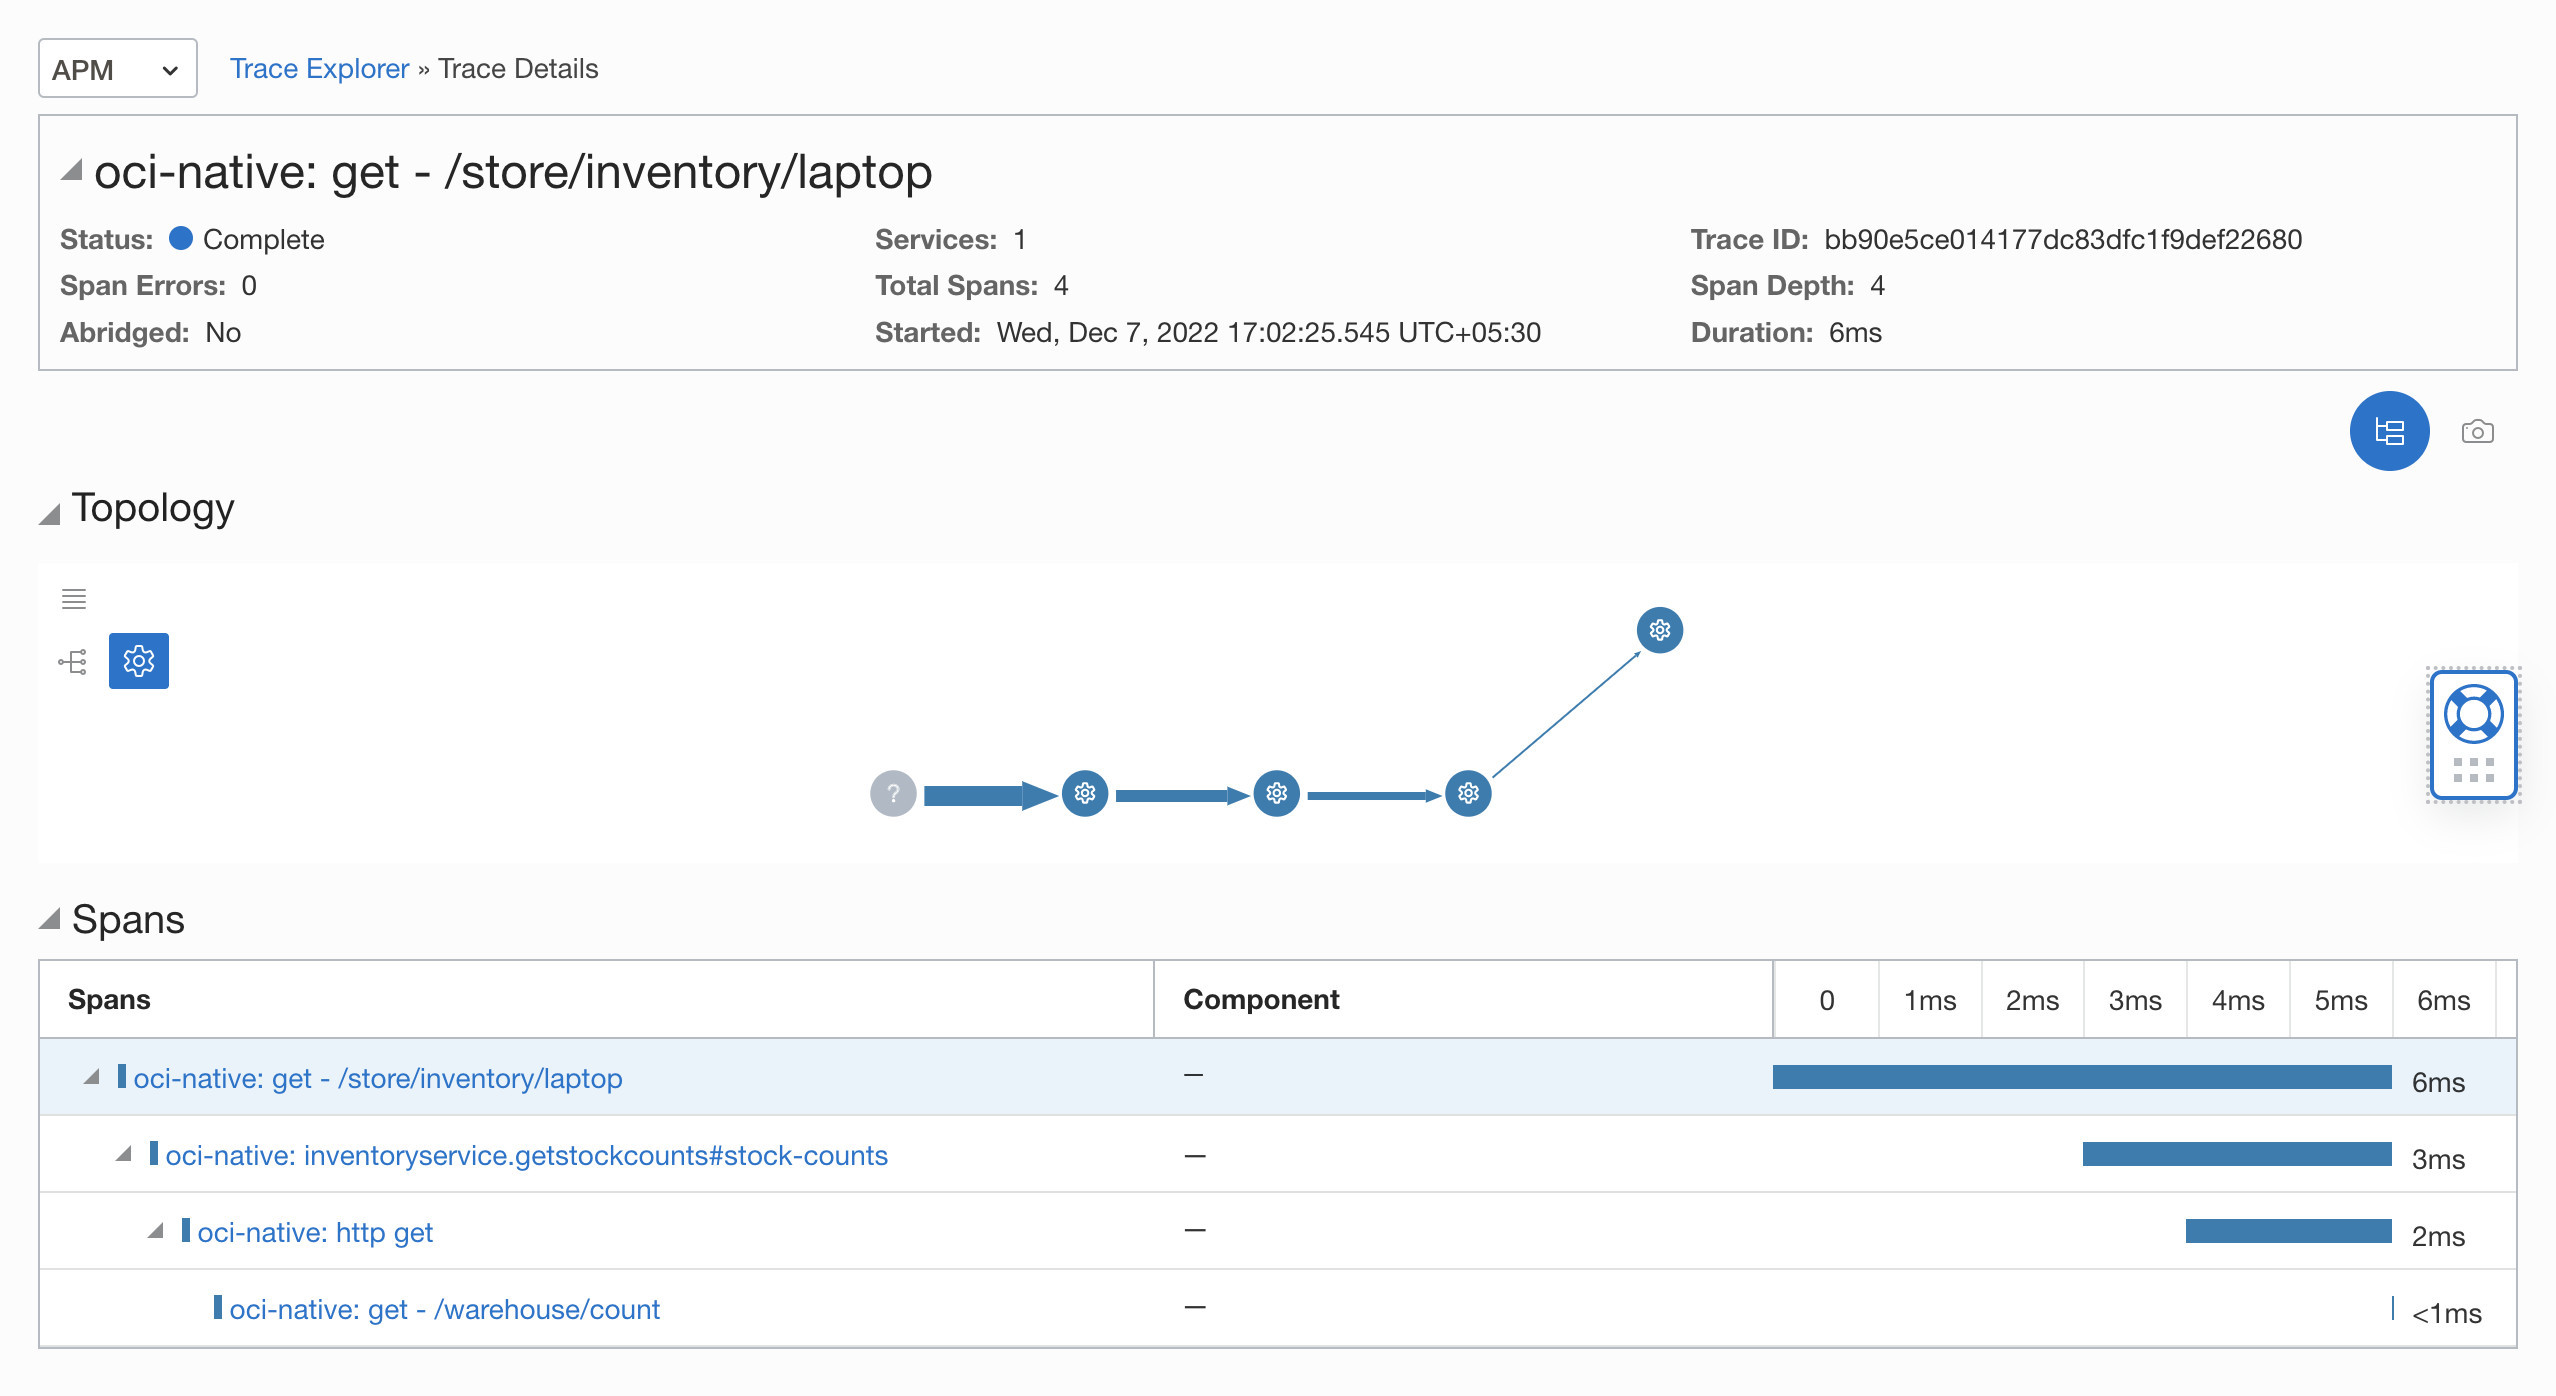 APM
Trace Explorer » Trace Details
oci-native: get - /store/inventory/laptop
Status: Complete Services: 1 Trace ID: bb90e5ce014177dc83dfc1f9def22680
Span Errors: 0 Total Spans: 4 Span Depth: 4
Abridged: No Started: Wed, Dec 7, 2022 17:02:25.545 UTC+05:30 Duration: 6ms
Topology
?
Spans
Spans Component 0 1ms 2ms 3ms 4ms 5ms 6ms
oci-native: get - /store/inventory/laptop — 6ms
oci-native: inventoryservice.getstockcounts#stock-counts — 3ms
oci-native: http get — 2ms
oci-native: get - /warehouse/count — <1ms